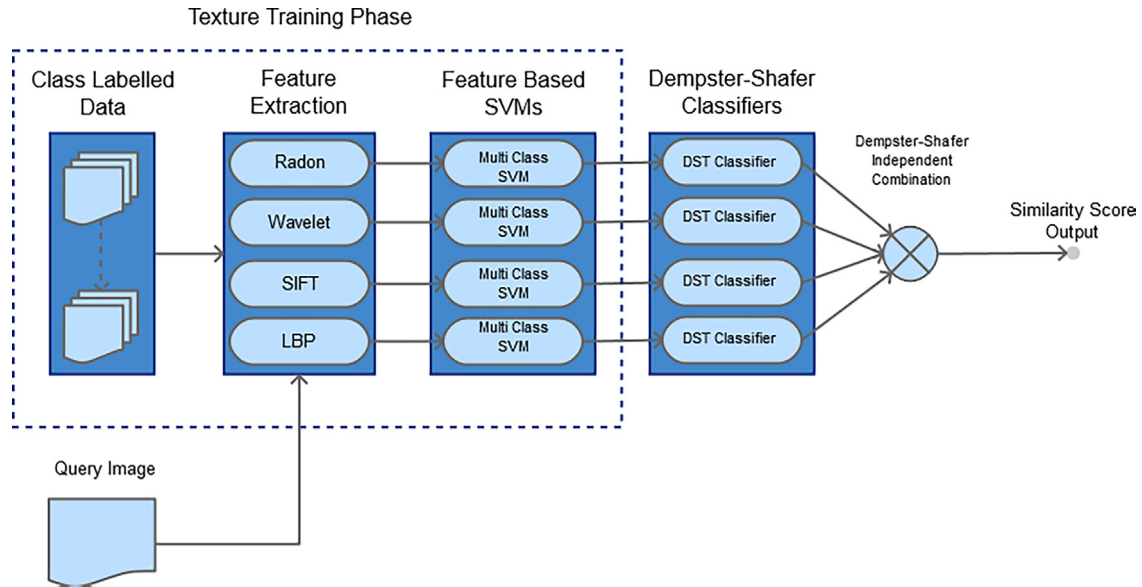 Texture Training Phase
Class Labelled
Data
Feature
Extraction
Feature Based
SVMs
Dempster-Shafer
Classifiers
Radon
Wavelet
SIFT
LBP
Multi Class
SVM
Multi Class
SVM
Multi Class
SVM
Multi Class
SVM
DST Classifier
DST Classifier
DST Classifier
DST Classifier
Dempster-Shafer
Independent
Combination
Similarity Score
Output
Query Image